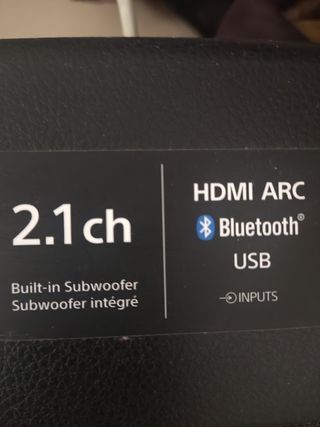 2.1ch
Built-in Subwoofer
Subwoofer intégré
HDMI ARC
Bluetooth®
USB
INPUTS